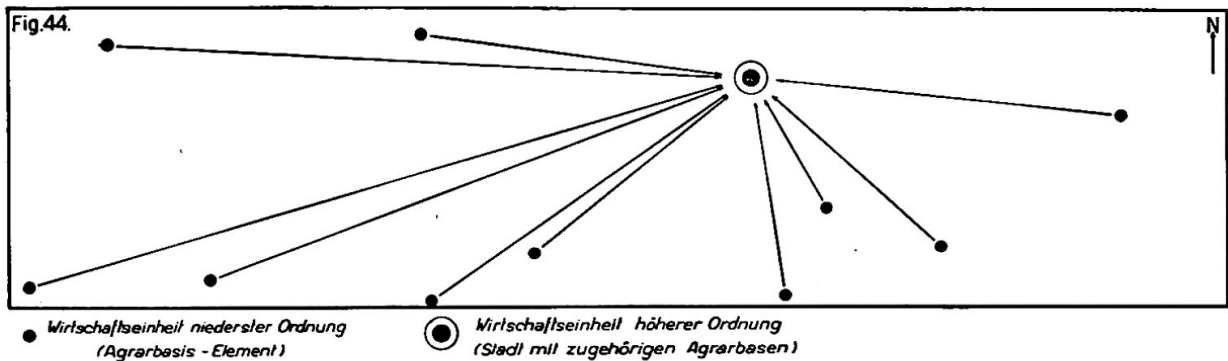 Fig.44.
N
Wirtschaftseinheit niederster Ordnung
(Agrarbasis - Element)
Wirtschaftseinheit höherer Ordnung
(Stadt mit zugehörigen Agrarbasen)